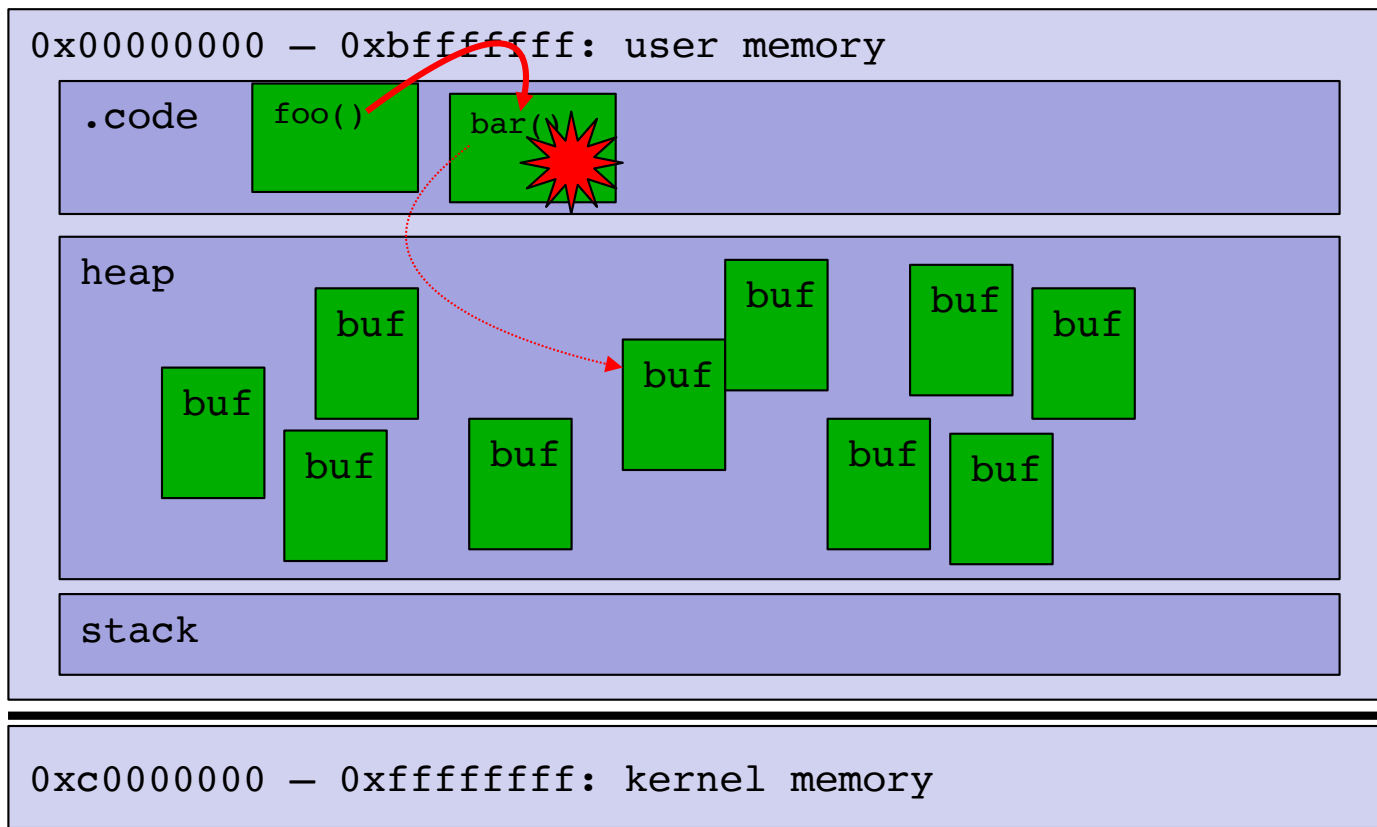 0x00000000 – 0xbfffffff: user memory
.code
foo()
bar()
heap
buf
buf
buf
buf
buf
buf
buf
buf
buf
buf
stack
0xc0000000 – 0xffffffff: kernel memory